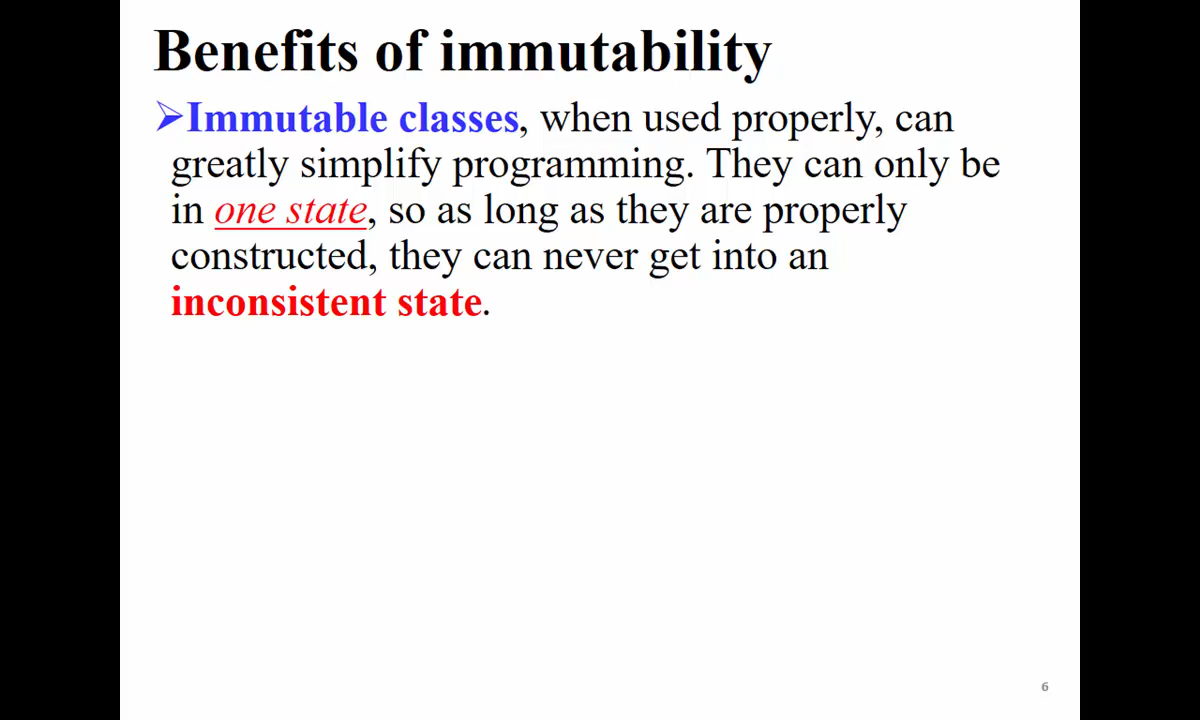 Benefits of immutability
➢Immutable classes, when used properly, can
greatly simplify programming. They can only be
in one state, so as long as they are properly
constructed, they can never get into an
inconsistent state.
6